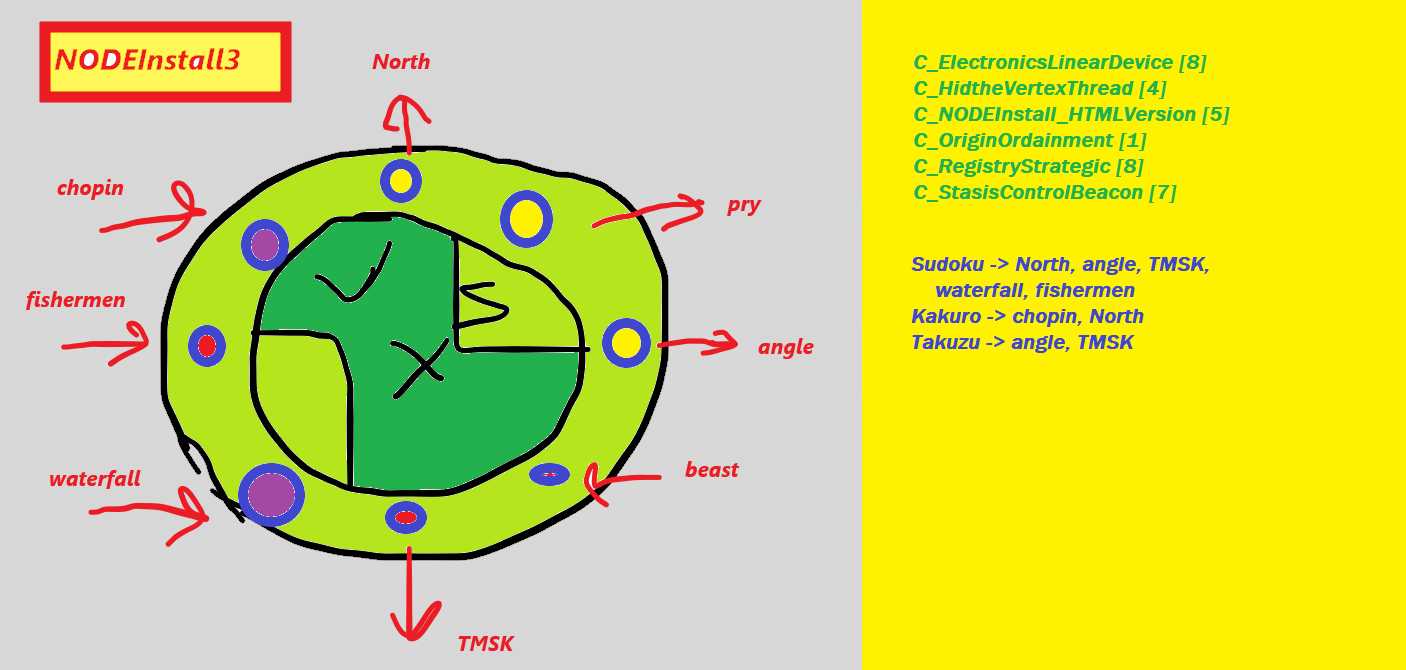 NODEInstall3
North
chopin
pry
fishermen
angle
waterfall
beast
TMSK
C_ElectronicsLinearDevice [8]
C_HidtheVertexThread [4]
C_NODEInstall_HTMLVersion [5]
C_OriginOrdainment [1]
C_RegistryStrategic [8]
C_StasisControlBeacon [7]
Sudoku -> North, angle, TMSK,
waterfall, fishermen
Kakuro -> chopin, North
Takuzu -> angle, TMSK